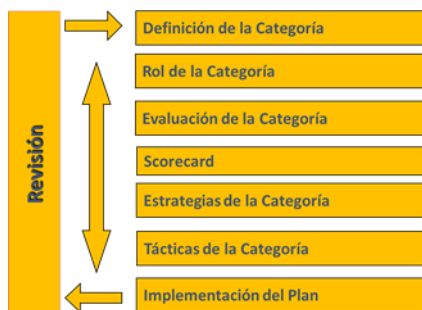 Revisión
Definición de la Categoría
Rol de la Categoría
Evaluación de la Categoría
Scorecard
Estrategias de la Categoría
Tácticas de la Categoría
Implementación del Plan